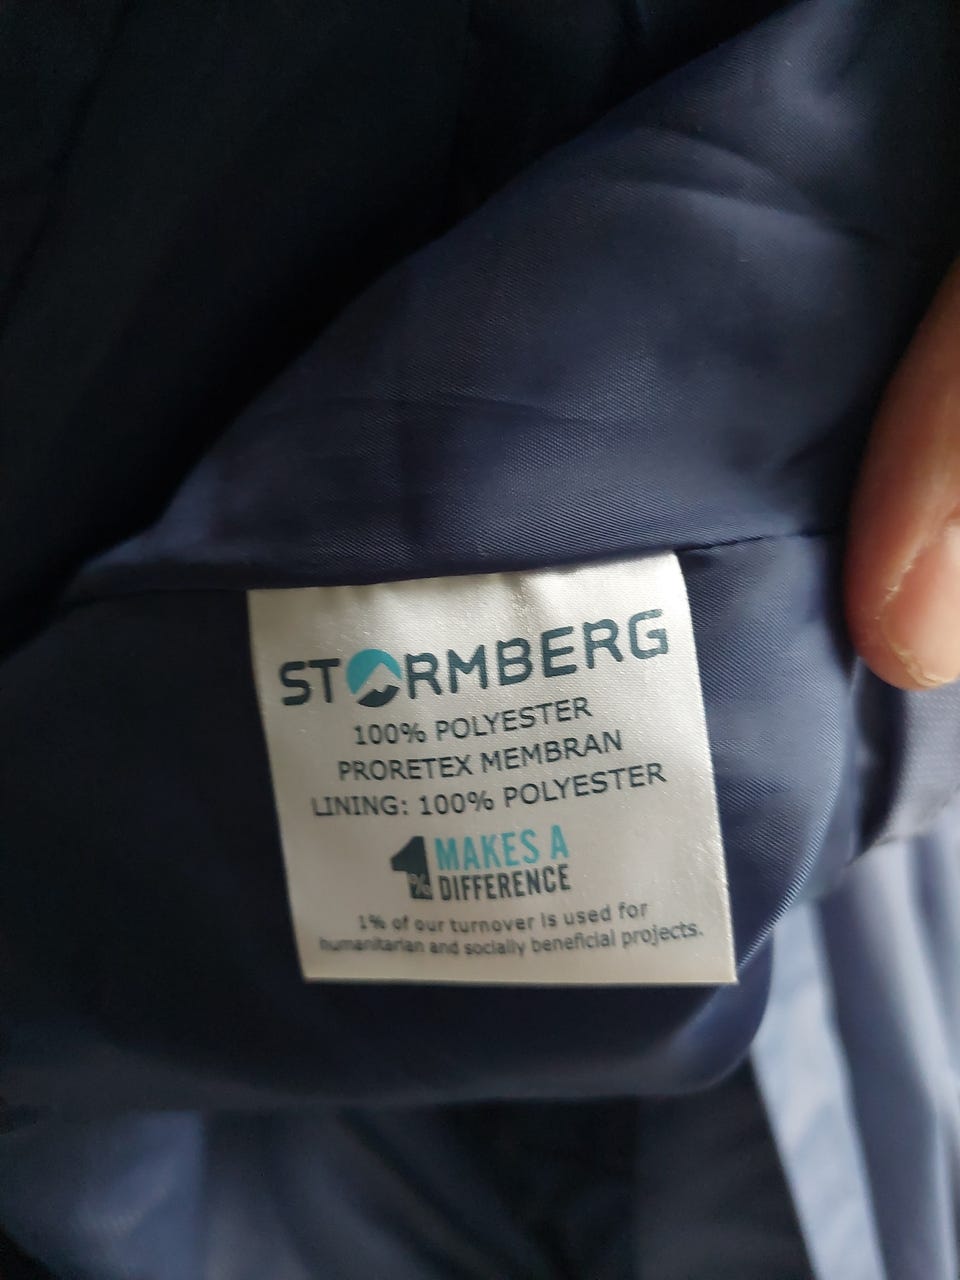 STORMBERG
100% POLYESTER
PRORETEX MEMBRAN
LINING: 100% POLYESTER
1% MAKES A
DIFFERENCE
1% of our turnover is used for
humanitarian and socially beneficial projects.